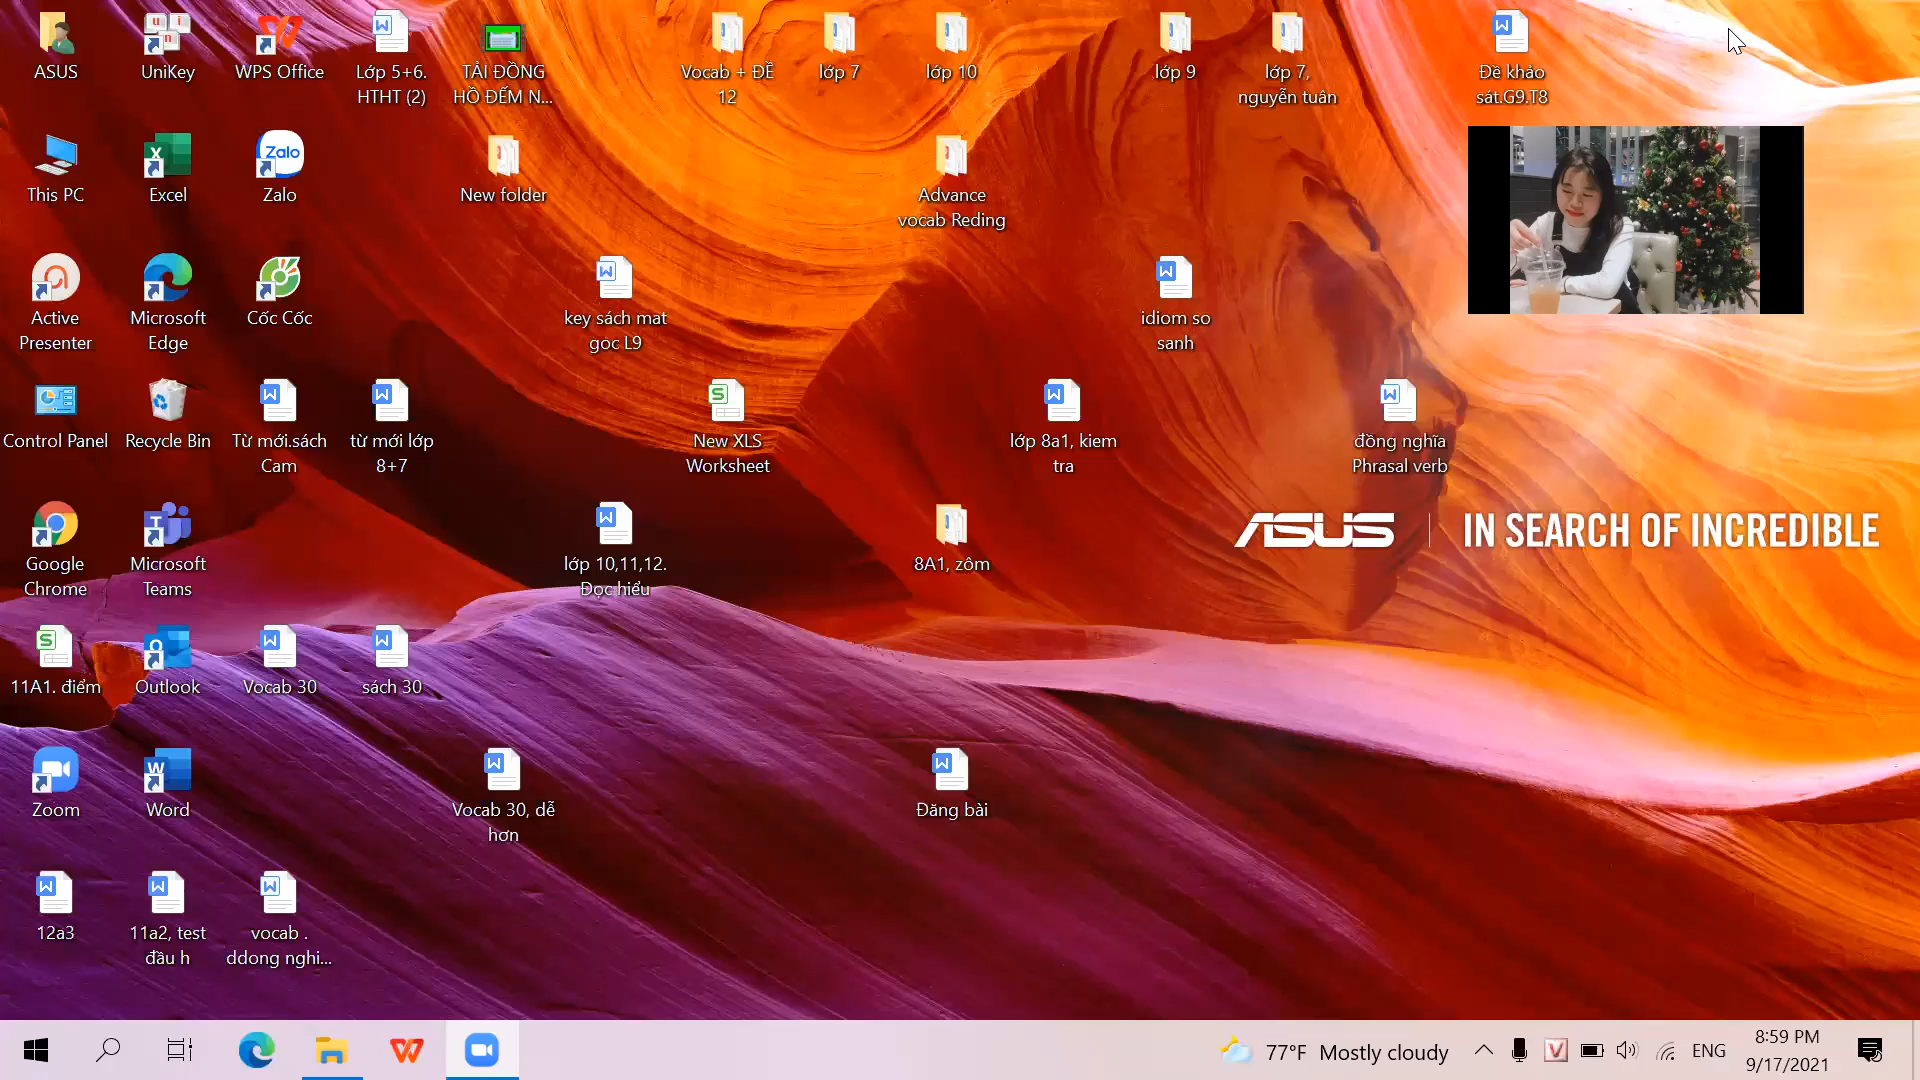 ASUS
UniKey
WPS Office
Lớp 5+6.
HTHT (2)
TẢI ĐỒNG
HỒ ĐẾM N...
Vocab + ĐỀ
12
lớp 7
lớp 10
lớp 9
lớp 7,
nguyễn tuân
Đề khảo
sát.G9.T8
This PC
Excel
Zalo
New folder
Advance
vocab Reding
Active
Presenter
Microsoft
Edge
Cốc Cốc
key sách mat
goc L9
idiom so
sanh
Control Panel
Recycle Bin
Từ mới.sách
Cam
từ mới lớp
8+7
New XLS
Worksheet
lớp 8a1, kiem
tra
đồng nghĩa
Phrasal verb
Google
Chrome
Microsoft
Teams
lớp 10,11,12.
Đọc hiểu
8A1, zôm
ASUS
IN SEARCH OF INCREDIBLE
11A1. điểm
Outlook
Vocab 30
sách 30
Zoom
Word
Vocab 30, dễ
hơn
Đăng bài
12a3
11a2, test
đầu h
vocab .
ddong nghi...
77°F Mostly cloudy
ENG
8:59 PM
9/17/2021